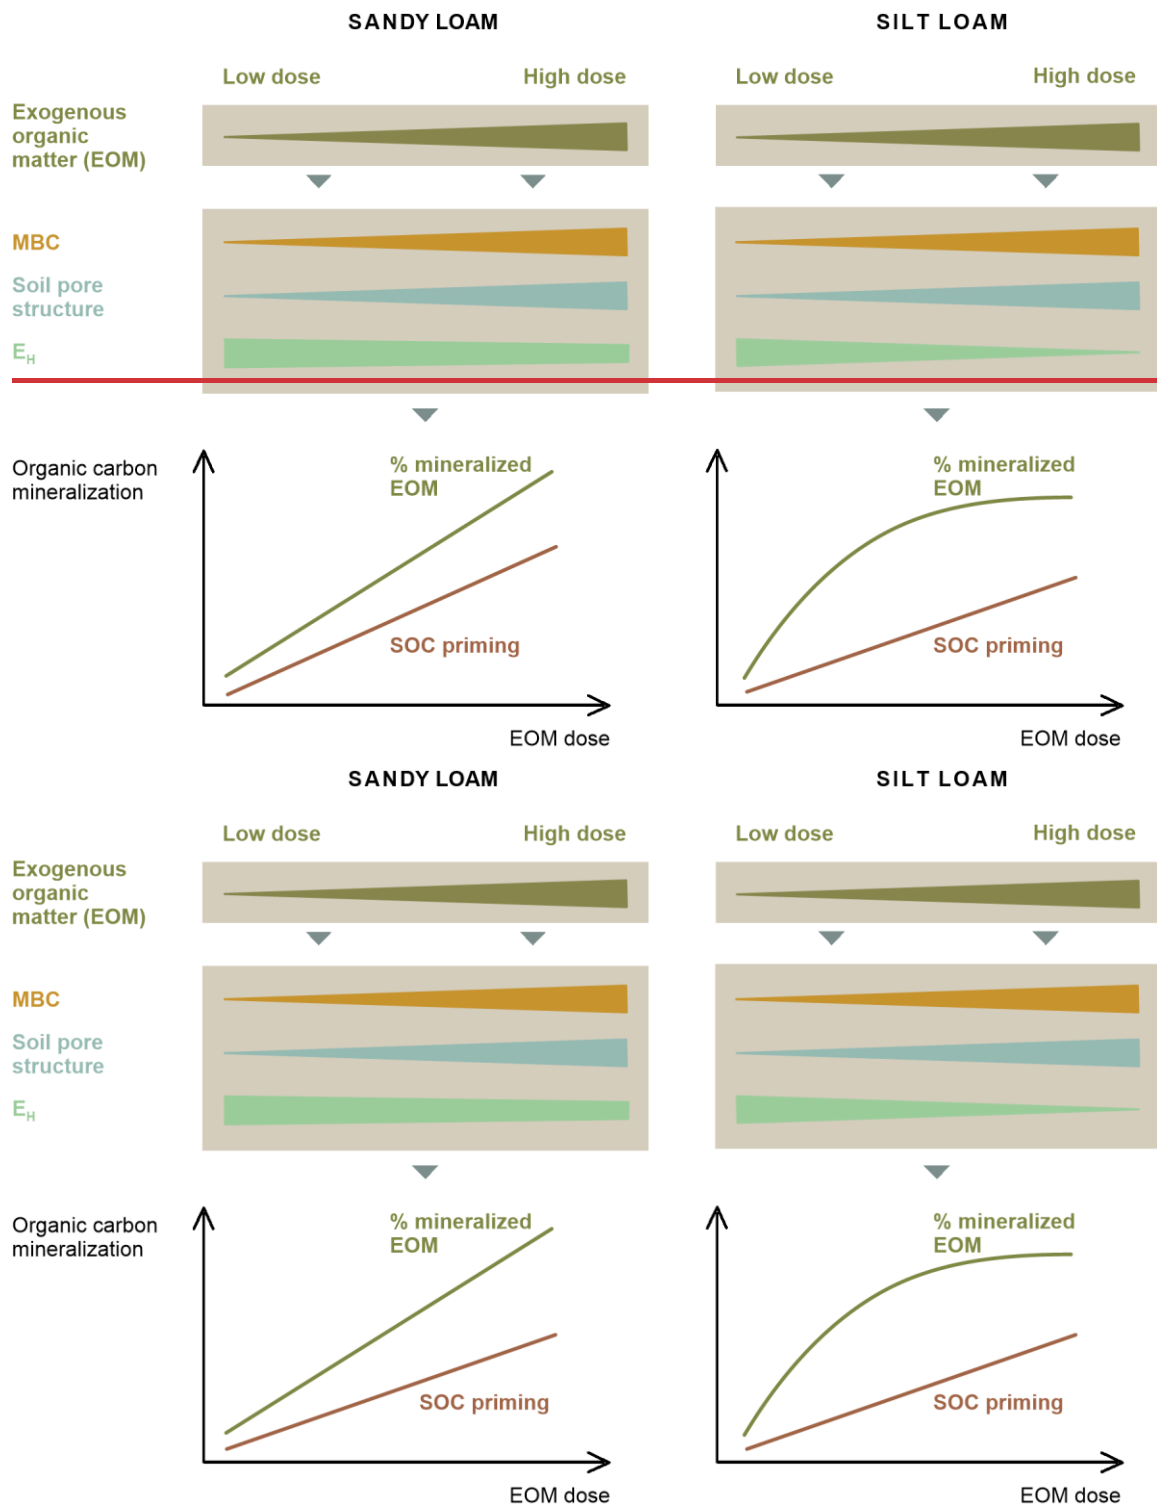 SANDY LOAM
SILT LOAM
Low dose
High dose
Low dose
High dose
Exogenous
organic
matter (EOM)
MBC
Soil pore
structure
E_H
Organic carbon
mineralization
% mineralized
EOM
SOC priming
EOM dose
% mineralized
EOM
SOC priming
EOM dose
SANDY LOAM
SILT LOAM
Low dose
High dose
Low dose
High dose
Exogenous
organic
matter (EOM)
MBC
Soil pore
structure
E_H
Organic carbon
mineralization
% mineralized
EOM
SOC priming
EOM dose
% mineralized
EOM
SOC priming
EOM dose